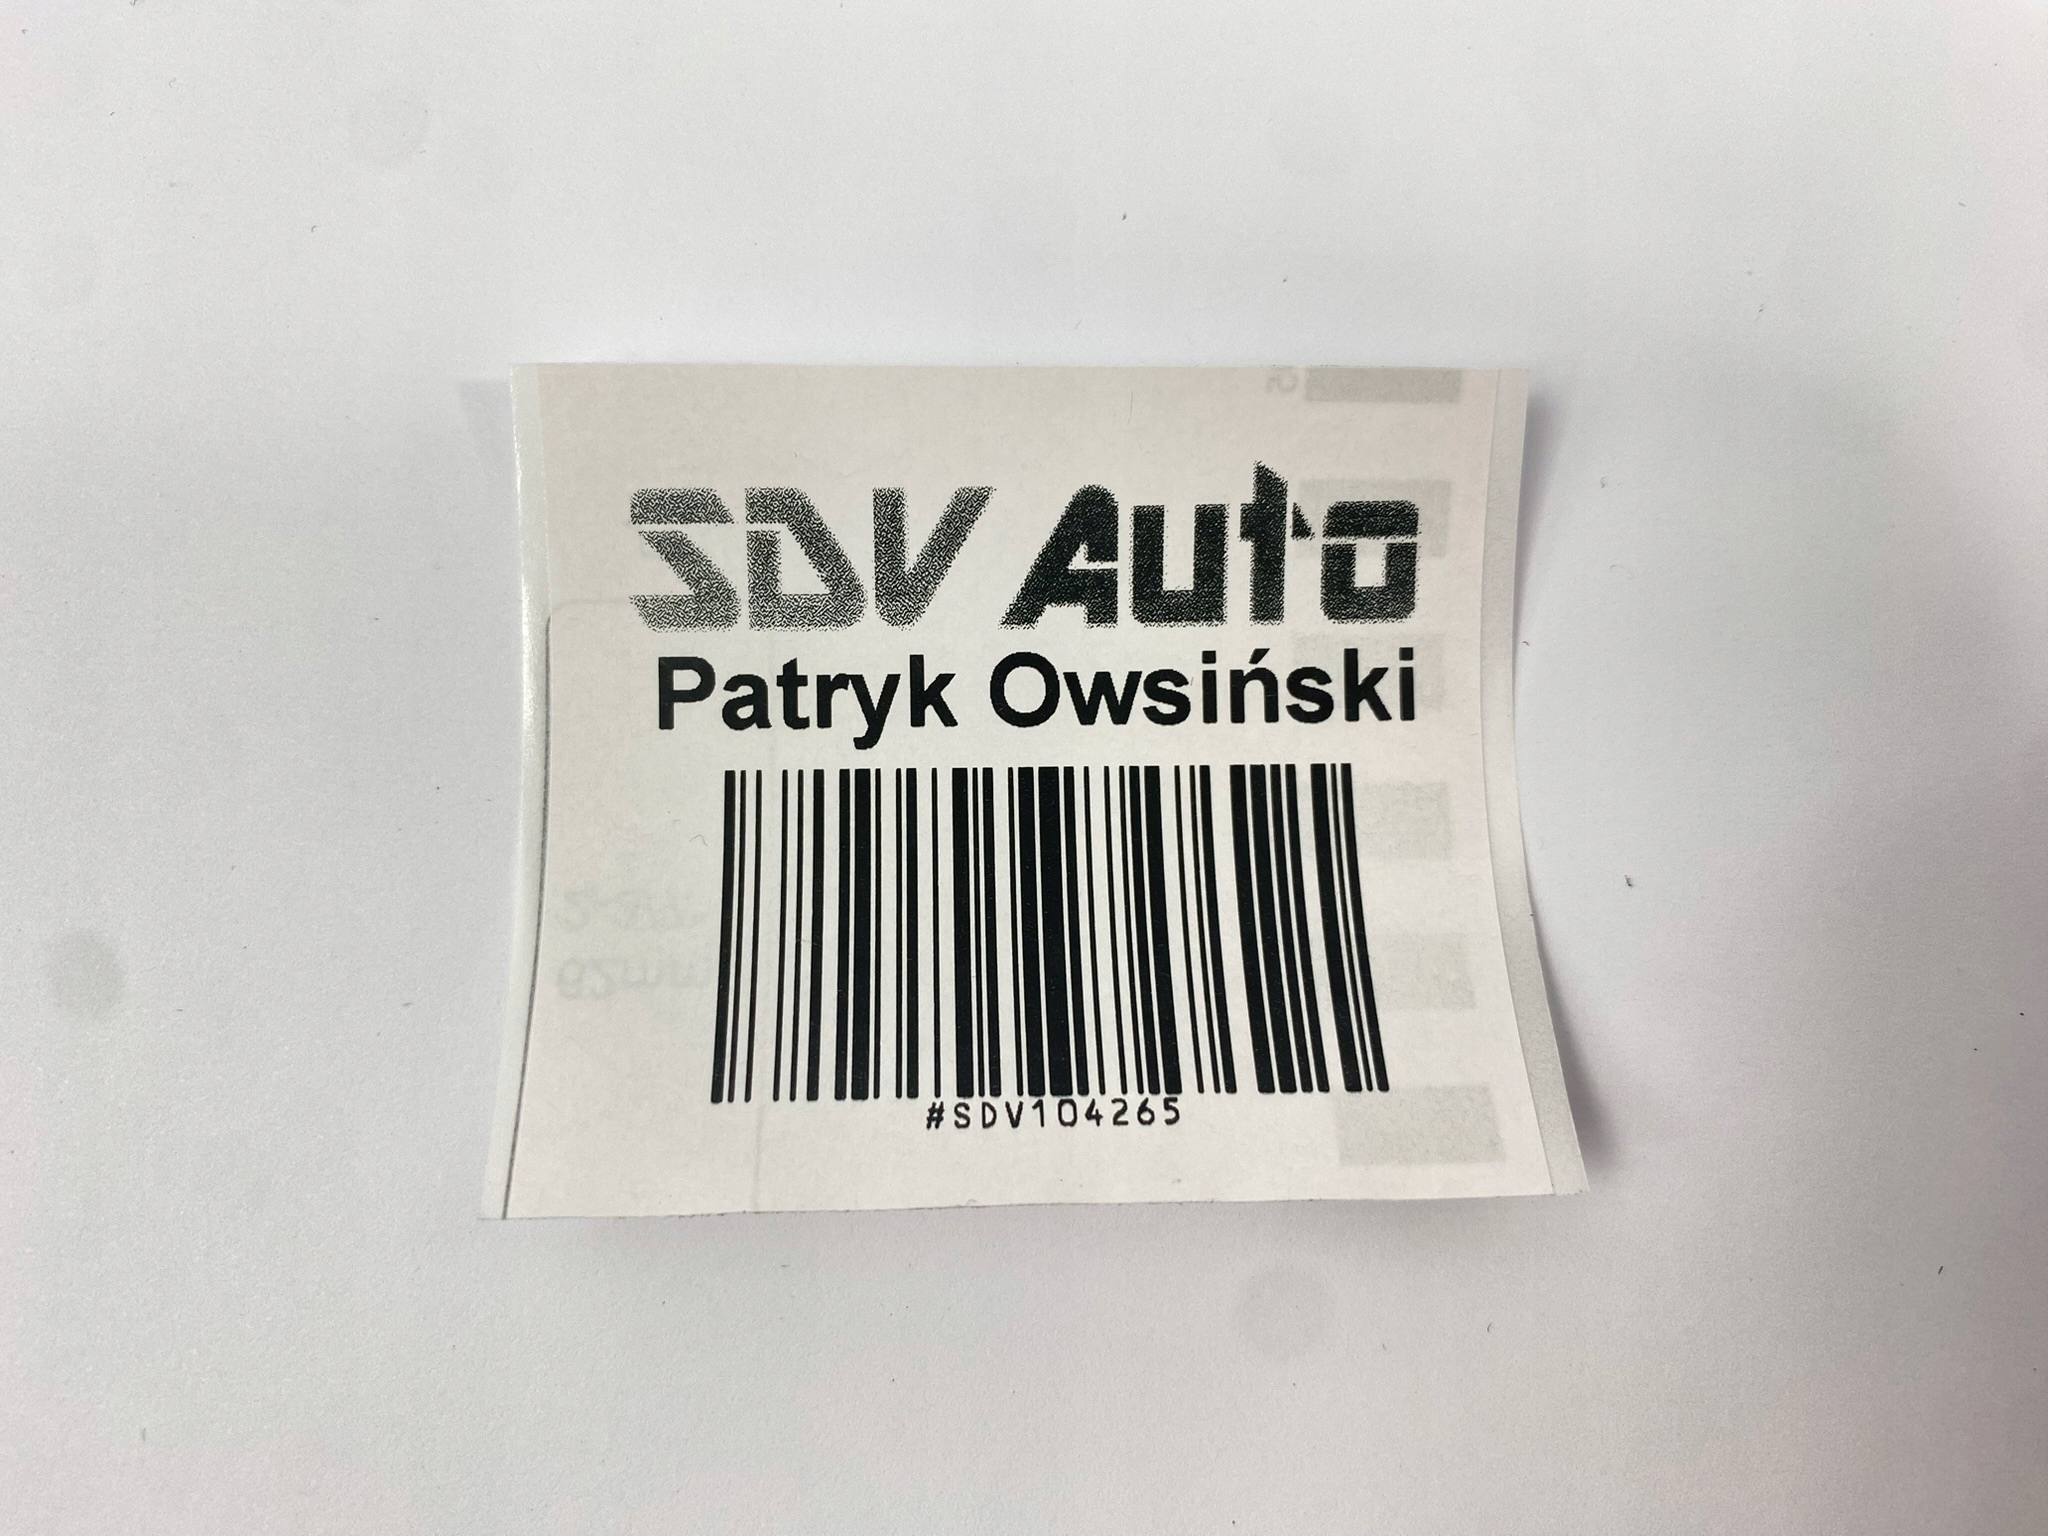 SDV Auto
Patryk Owsiński
#SDV104265